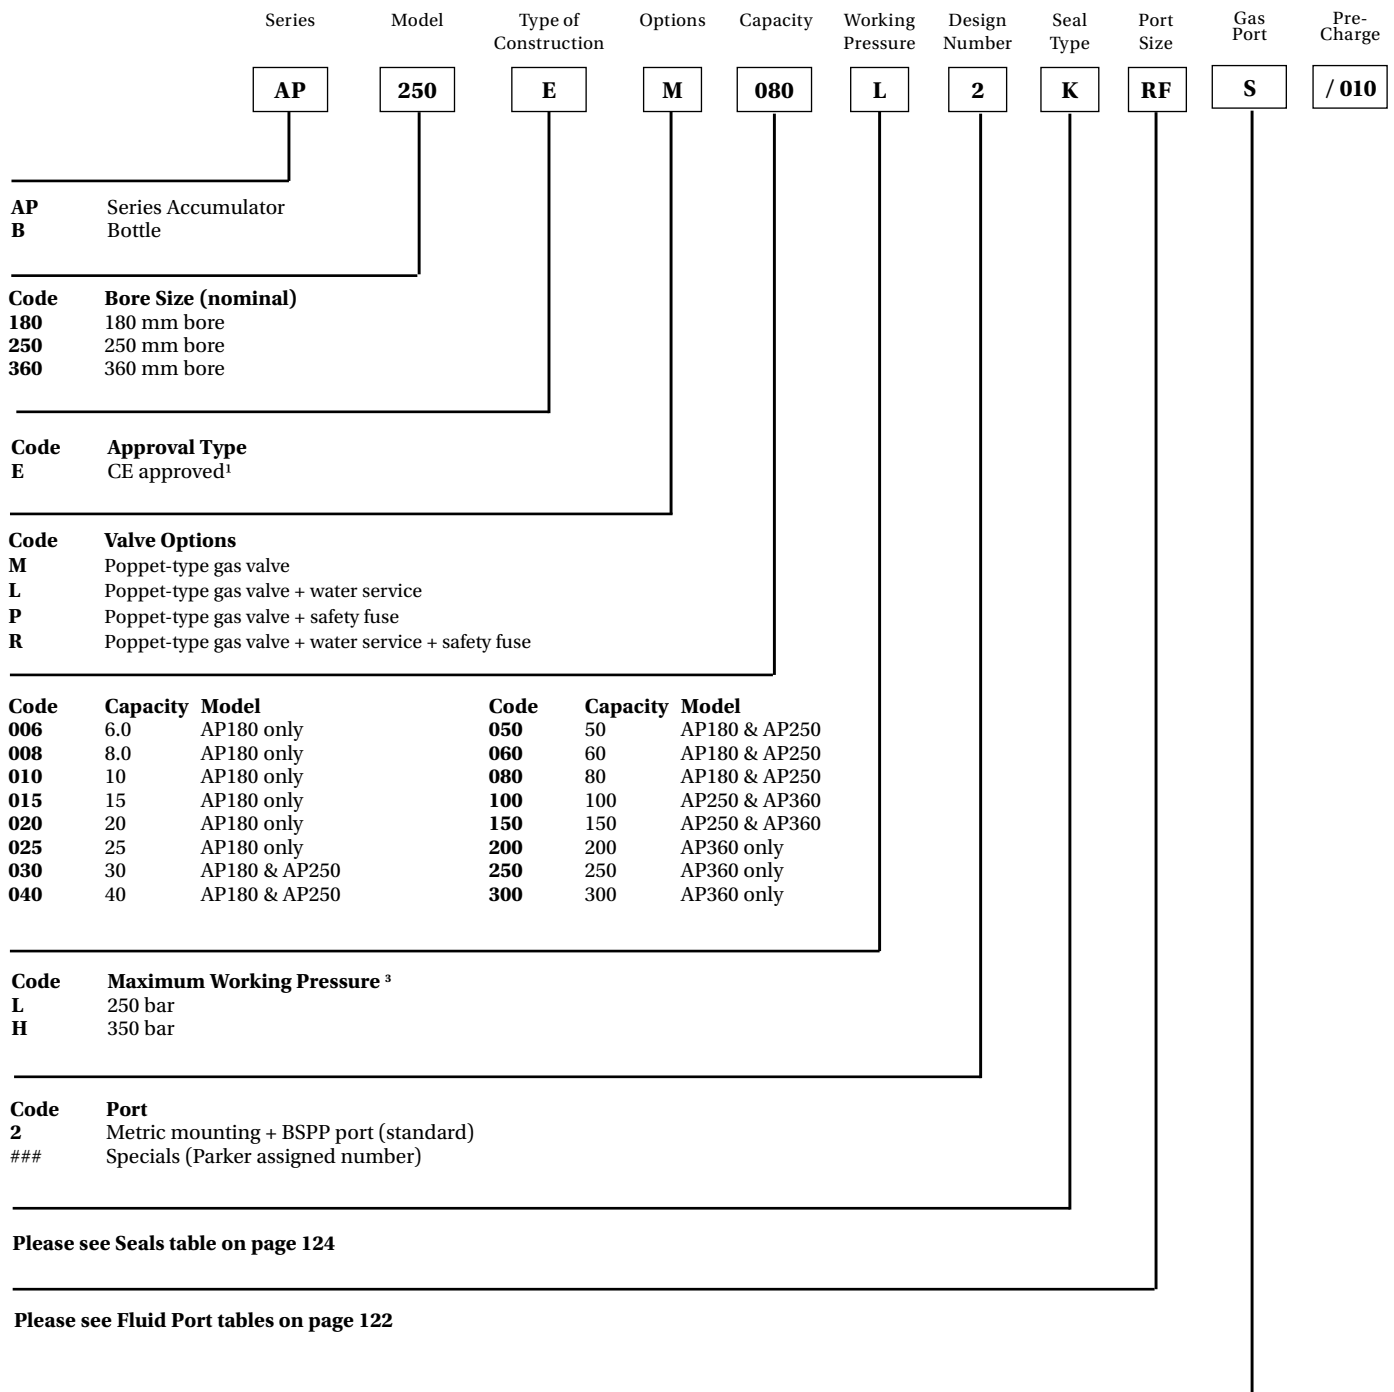 Series Model Type of Options Capacity Working Design Seal Port Gas Pre-
Construction Pressure Number Type Size Port Charge
AP 250 E M 080 L 2 K RF S / 010
AP Series Accumulator
B Bottle
Code Bore Size (nominal)
180 180 mm bore
250 250 mm bore
360 360 mm bore
Code Approval Type
E CE approved¹
Code Valve Options
M Poppet-type gas valve
L Poppet-type gas valve + water service
P Poppet-type gas valve + safety fuse
R Poppet-type gas valve + water service + safety fuse
Code Capacity Model Code Capacity Model
006 6.0 AP180 only 050 50 AP180 & AP250
008 8.0 AP180 only 060 60 AP180 & AP250
010 10 AP180 only 080 80 AP180 & AP250
015 15 AP180 only 100 100 AP250 & AP360
020 20 AP180 only 150 150 AP250 & AP360
025 25 AP180 only 200 200 AP360 only
030 30 AP180 & AP250 250 250 AP360 only
040 40 AP180 & AP250 300 300 AP360 only
Code Maximum Working Pressure ³
L 250 bar
H 350 bar
Code Port
2 Metric mounting + BSPP port (standard)
### Specials (Parker assigned number)
Please see Seals table on page 124
Please see Fluid Port tables on page 122